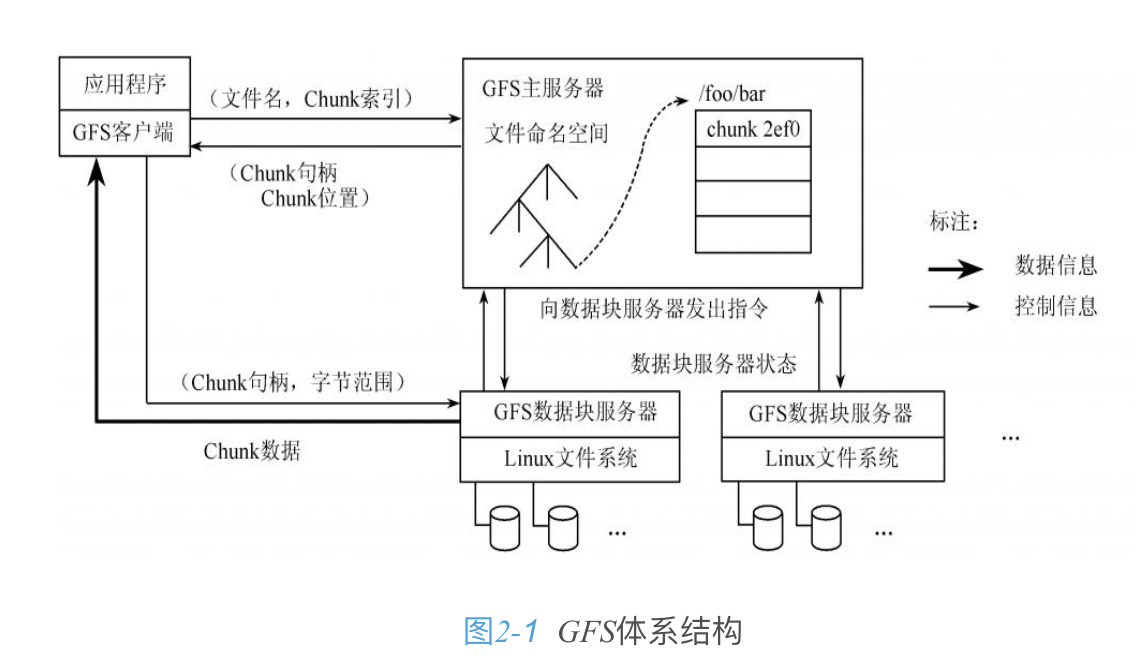 应用程序
GFS客户端
（文件名，Chunk索引）
（Chunk句柄
Chunk位置）
GFS主服务器
文件命名空间
/foo/bar
chunk 2ef0
标注：
数据信息
控制信息
向数据块服务器发出指令
数据块服务器状态
（Chunk句柄，字节范围）
Chunk数据
GFS数据块服务器
Linux文件系统
...
GFS数据块服务器
Linux文件系统
...
...
图2-1 GFS体系结构